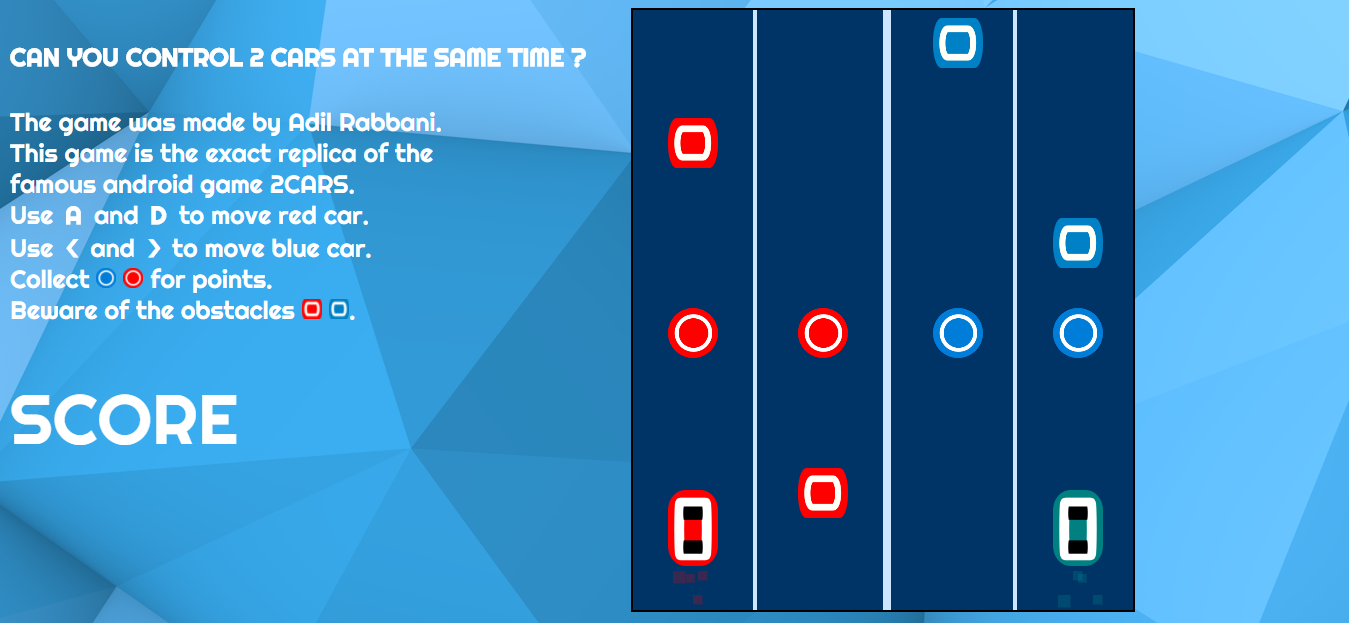 CAN YOU CONTROL 2 CARS AT THE SAME TIME ?
The game was made by Adil Rabbani.
This game is the exact replica of the
famous android game 2CARS.
Use A and D to move red car.
Use < and > to move blue car.
Collect for points.
Beware of the obstacles .
SCORE